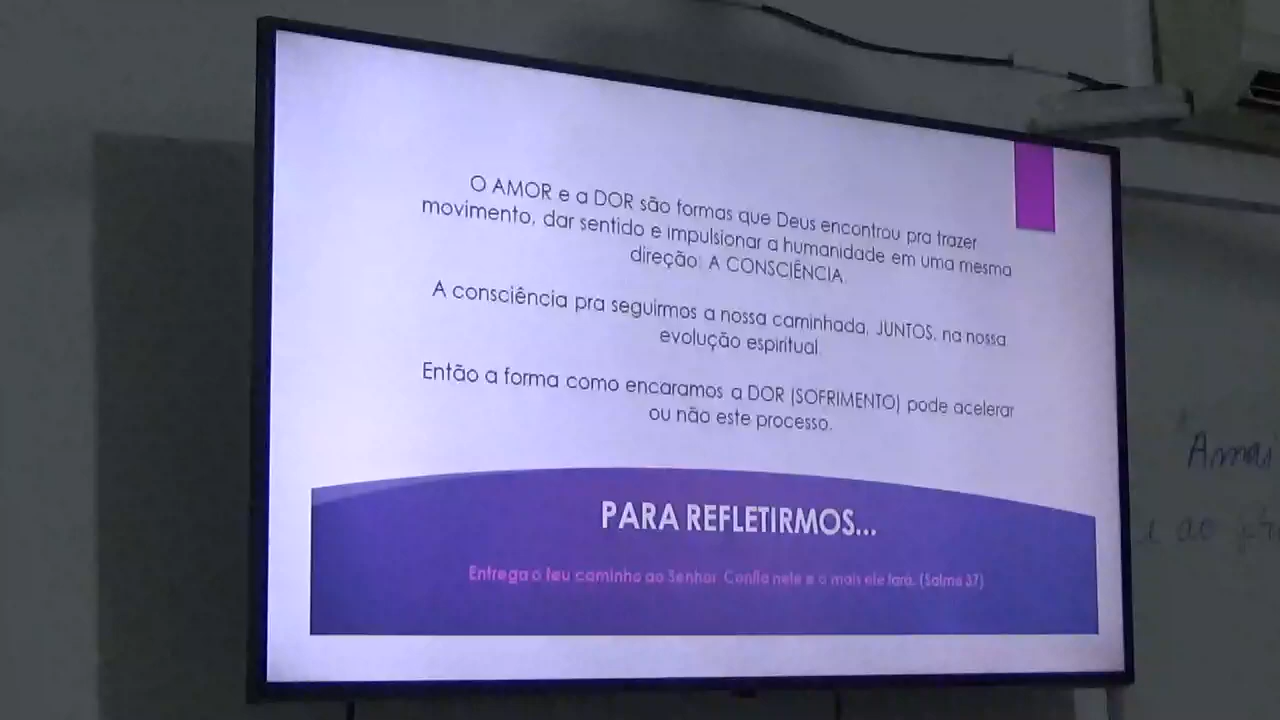 O AMOR e a DOR são formas que Deus encontrou pra trazer
movimento, dar sentido e impulsionar a humanidade em uma mesma
direção: A CONSCIÊNCIA.
A consciência pra seguirmos a nossa caminhada, JUNTOS, na nossa
evolução espiritual.
Então a forma como encaramos a DOR (SOFRIMENTO) pode acelerar
ou não este processo.
PARA REFLETIRMOS...
Entrega o teu caminho ao Senhor. Confia nele e o mais ele fará. (Salmo 37)
Amar
ao